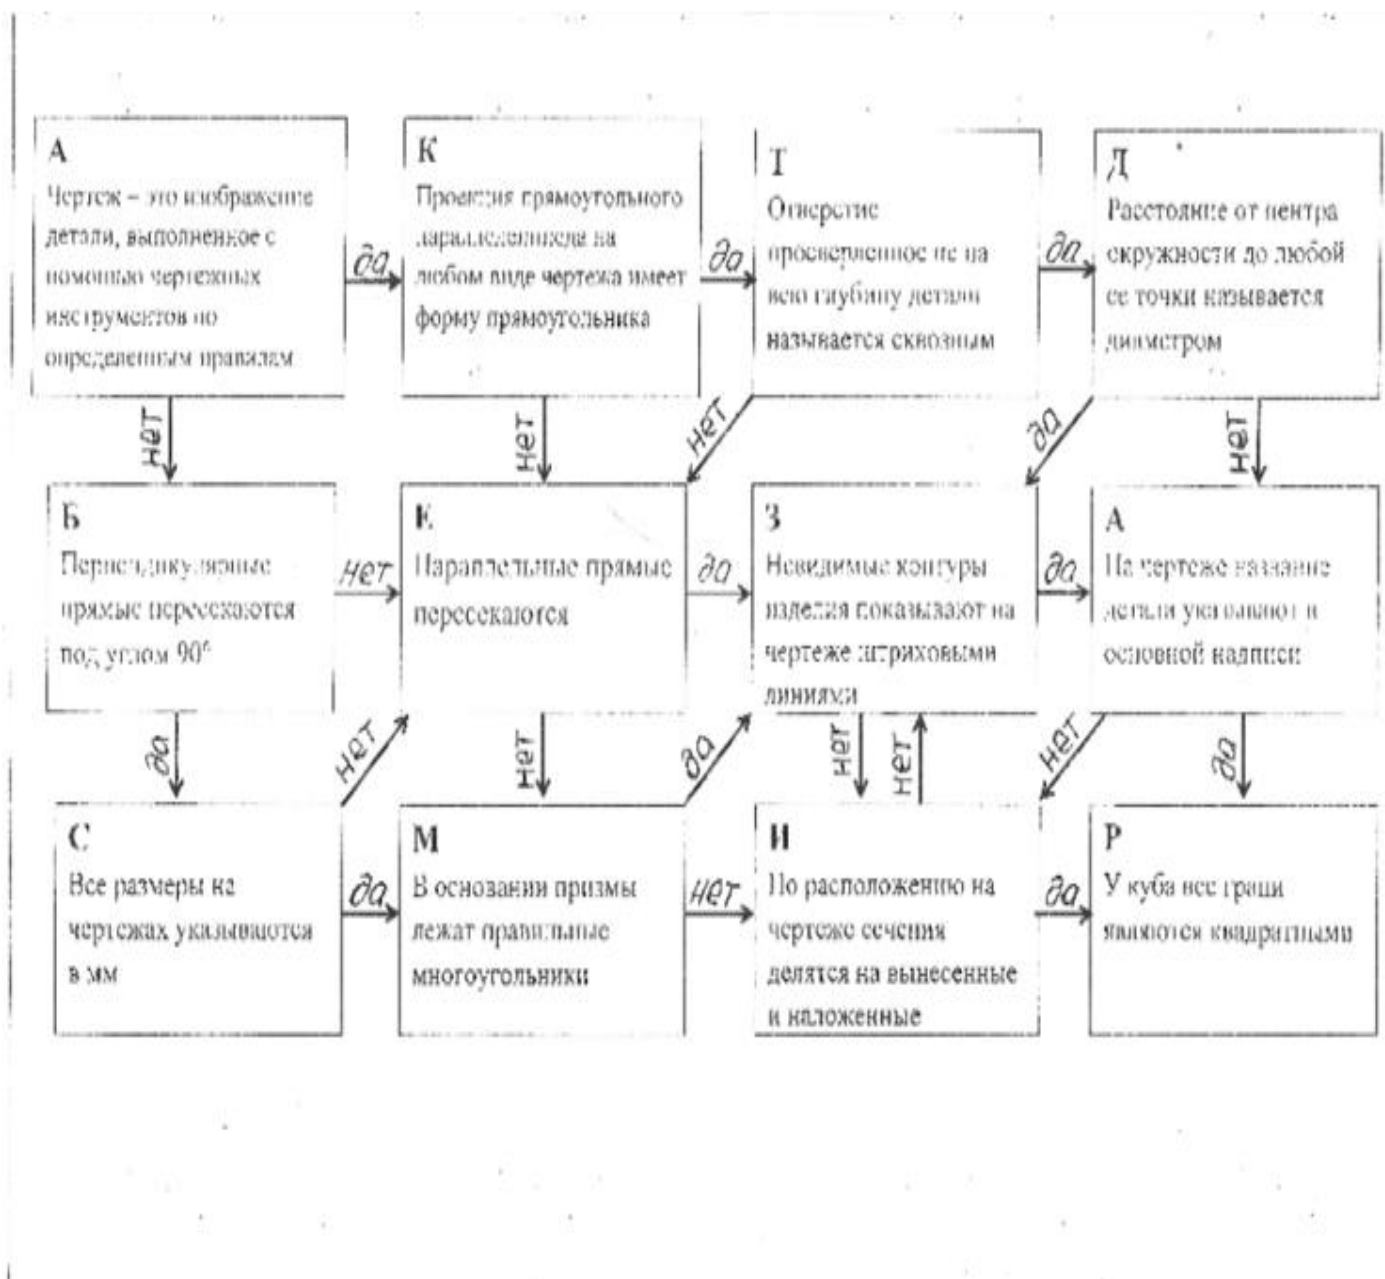 А
Чертеж – это изображение
детали, выполненное с
помощью чертежных
инструментов по
определенным правилам
да
К
Проекция прямоугольного
параллелепипеда на
любом виде чертежа имеет
форму прямоугольника
да
Т
Отверстие
просверленное не на
всю глубину детали
называется сквозным
да
Д
Расстояние от центра
окружности до любой
ее точки называется
диаметром
нет
нет
нет
да
нет
Б
Перпендикулярные
прямые пересекаются
под углом 90°
нет
Е
Параллельные прямые
пересекаются
да
З
Невидимые контуры
изделия показывают на
чертеже штриховыми
линиями
да
А
На чертеже название
детали указывают в
основной надписи
да
нет
нет
да
нет
нет
нет
да
С
Все размеры на
чертежах указываются
в мм
да
М
В основании призмы
лежат правильные
многоугольники
нет
И
По расположению на
чертеже сечения
делятся на вынесенные
и наложенные
да
Р
У куба все грани
являются квадратными